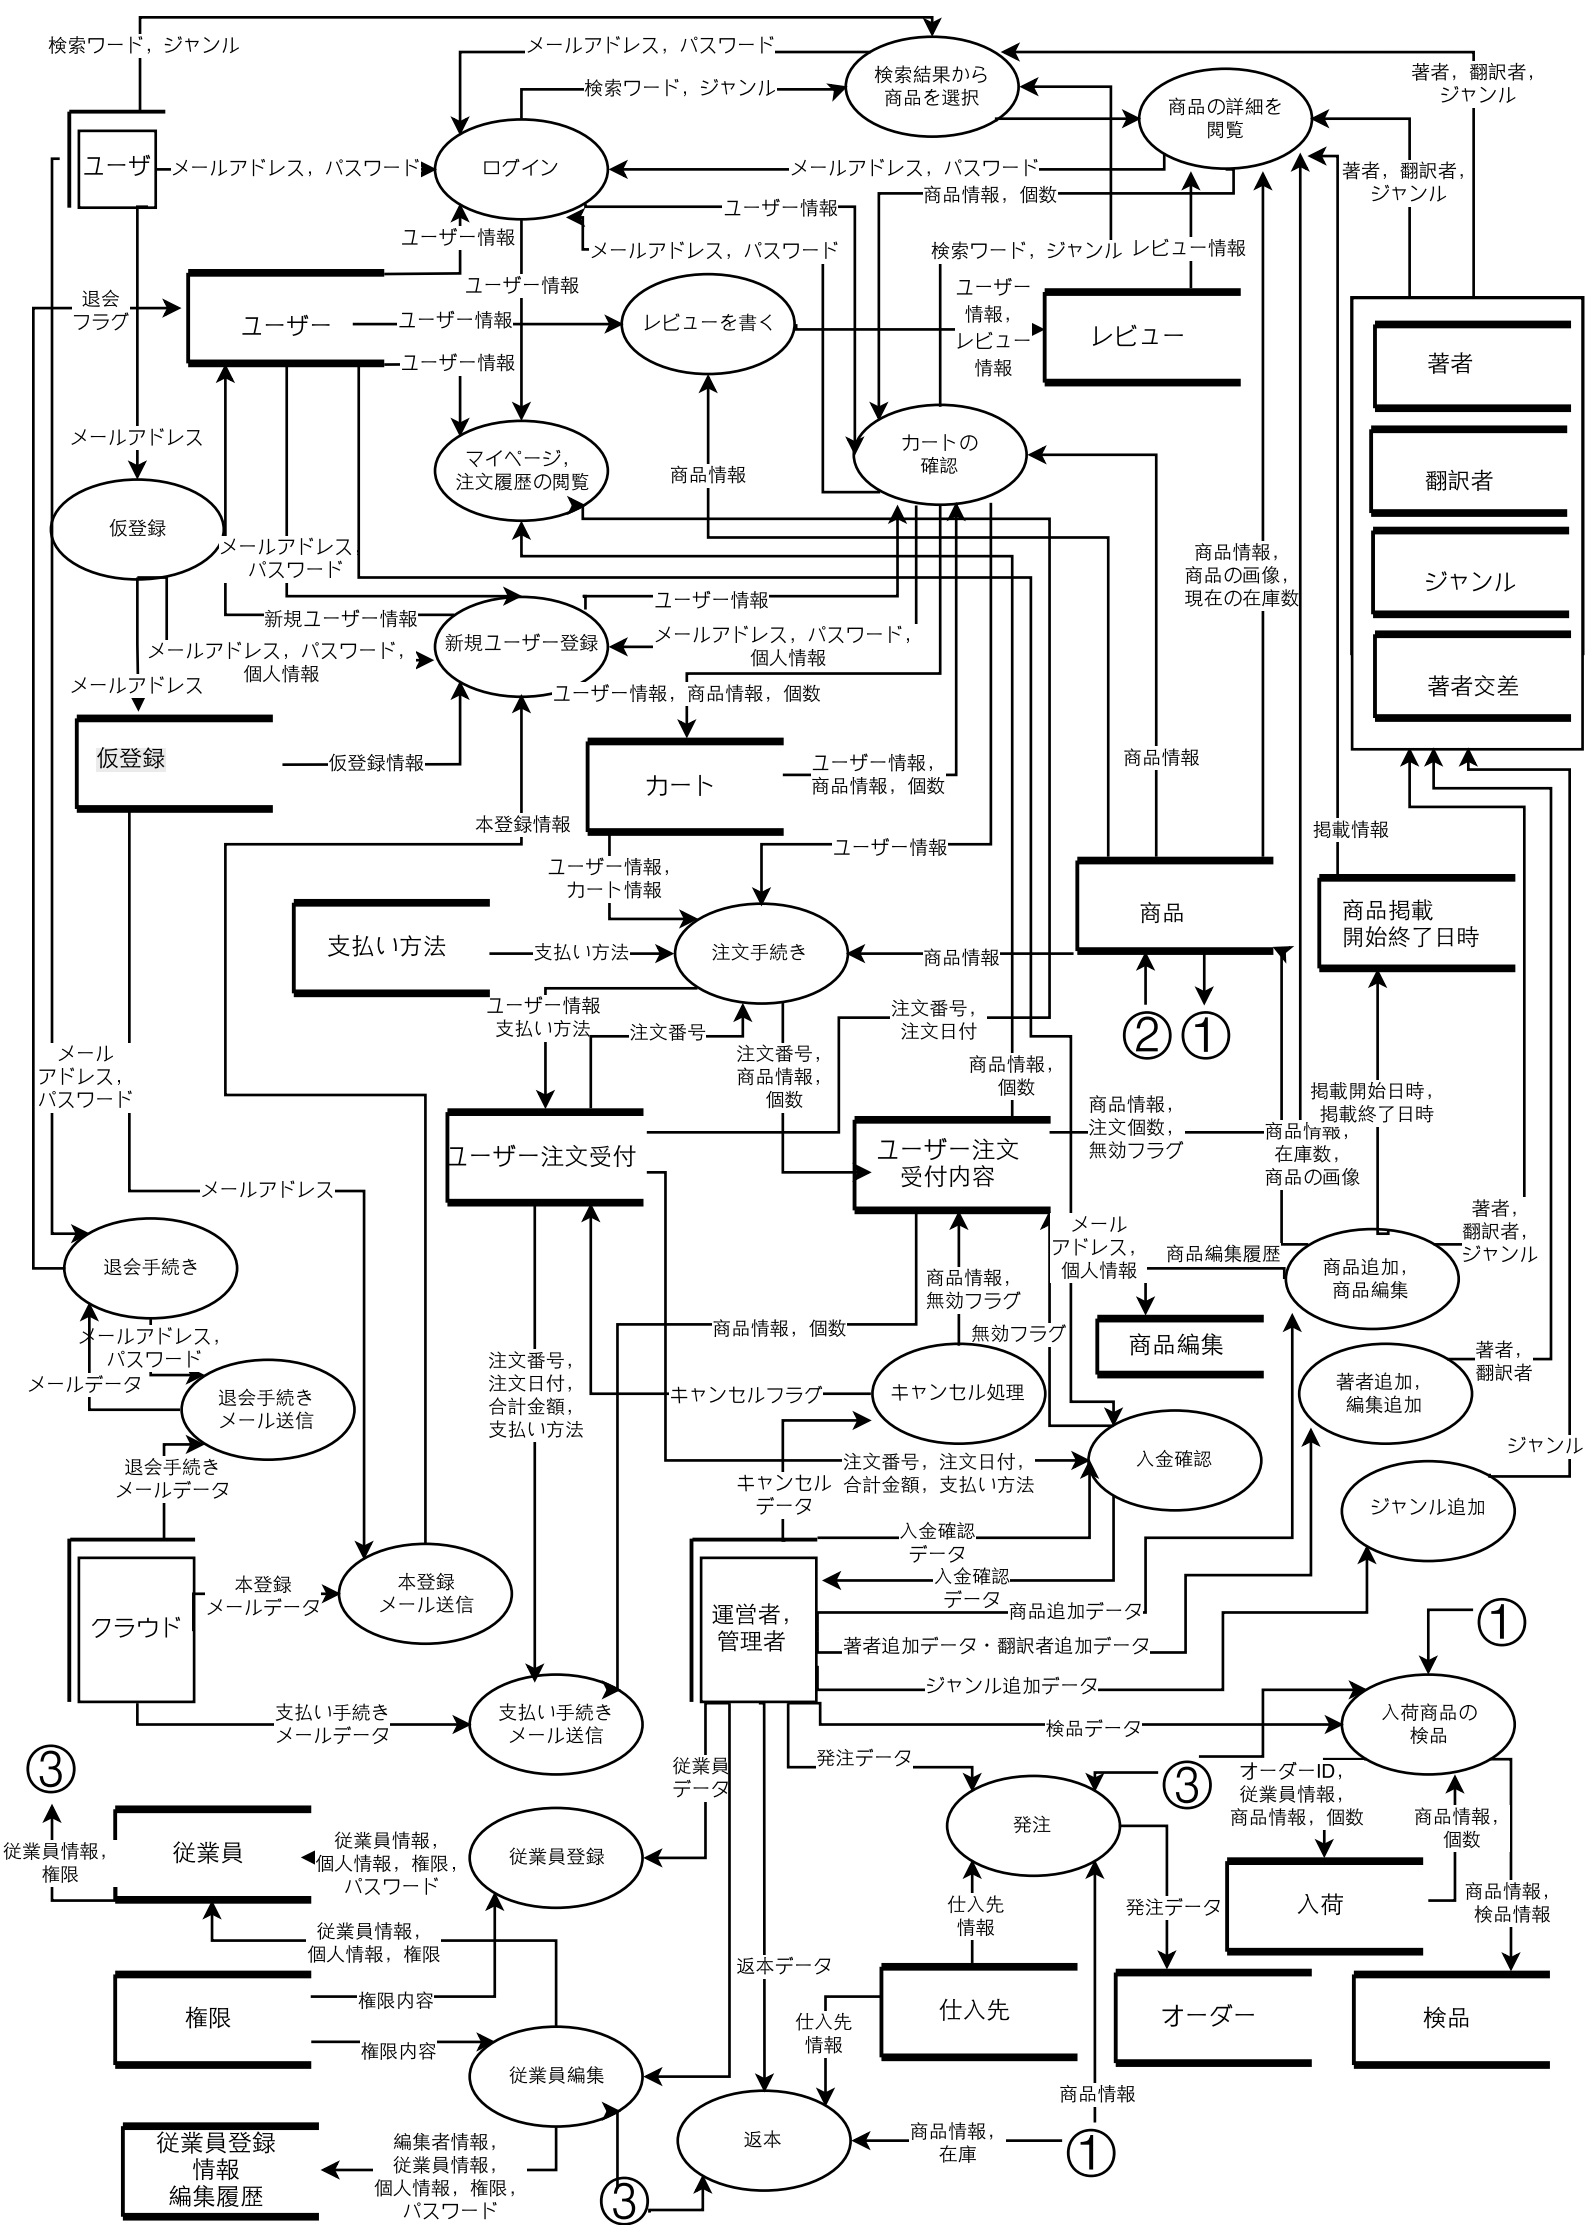 検索ワード，ジャンル
メールアドレス，パスワード
検索結果から
商品を選択
著者，翻訳者，
ジャンル
検索ワード，ジャンル
商品の詳細を
閲覧
ユーザ
メールアドレス，パスワード
ログイン
メールアドレス，パスワード
著者，翻訳者，
ジャンル
商品情報，個数
ユーザー情報
ユーザー情報
メールアドレス，パスワード
検索ワード，ジャンル
レビュー情報
ユーザー情報
退会
フラグ
ユーザー
ユーザー情報
レビューを書く
ユーザー
情報，
レビュー
情報
レビュー
ユーザー情報
著者
翻訳者
ジャンル
著者交差
メールアドレス
マイページ，
注文履歴の閲覧
カートの
確認
商品情報
仮登録
メールアドレス，
パスワード
商品情報，
商品の画像，
現在の在庫数
新規ユーザー情報
ユーザー情報
新規ユーザー登録
メールアドレス，パスワード，
個人情報
メールアドレス，パスワード，
個人情報
メールアドレス
ユーザー情報，商品情報，個数
仮登録
仮登録情報
カート
ユーザー情報，
商品情報，個数
商品情報
本登録情報
掲載情報
ユーザー情報，
カート情報
ユーザー情報
支払い方法
支払い方法
注文手続き
商品情報
商品
商品掲載
開始終了日時
ユーザー情報
支払い方法
注文番号
注文番号，
注文日付
②
①
メール
アドレス，
パスワード
注文番号，
商品情報，
個数
商品情報，
個数
掲載開始日時，
掲載終了日時
商品情報，
注文個数，
無効フラグ
ユーザー注文受付
ユーザー注文
受付内容
商品情報，
在庫数，
商品の画像
メールアドレス
著者，
翻訳者，
ジャンル
メール
アドレス，
個人情報
商品編集履歴
退会手続き
商品追加，
商品編集
商品情報，
無効フラグ
メールアドレス，
パスワード
商品情報，個数
無効フラグ
商品編集
著者，
翻訳者
メールデータ
退会手続き
メール送信
注文番号，
注文日付，
合計金額，
支払い方法
キャンセルフラグ
キャンセル処理
著者追加，
編集追加
ジャンル
退会手続き
メールデータ
キャンセル
データ
注文番号，注文日付，
合計金額，支払い方法
入金確認
ジャンル追加
入金確認
データ
入金確認
データ
クラウド
本登録
メールデータ
本登録
メール送信
運営者，
管理者
商品追加データ
著者追加データ・翻訳者追加データ
ジャンル追加データ
①
支払い手続き
メールデータ
支払い手続き
メール送信
検品データ
入荷商品の
検品
③
従業員
データ
発注データ
③
オーダーID，
従業員情報，
商品情報，個数
商品情報，
個数
従業員情報，
権限
従業員
従業員情報，
個人情報，権限，
パスワード
従業員登録
発注
入荷
商品情報，
検品情報
仕入先
情報
発注データ
従業員情報，
個人情報，権限
返本データ
権限
権限内容
権限内容
仕入先
情報
仕入先
オーダー
検品
従業員編集
商品情報
従業員登録
情報
編集履歴
編集者情報，
従業員情報，
個人情報，権限，
パスワード
③
返本
商品情報，
在庫
①